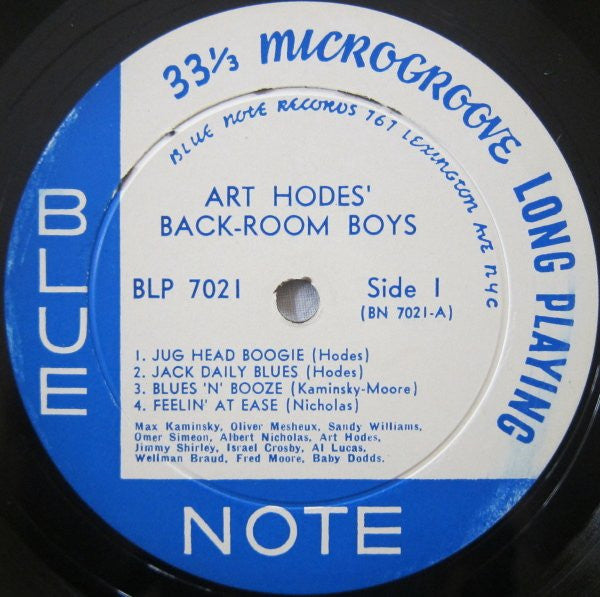 33 1/3 MICROGROOVE LONG PLAYING
BLUE NOTE RECORDS 767 LEXINGTON AVE NYC
ART HODES'
BACK-ROOM BOYS
BLP 7021
Side 1
(BN 7021-A)
1. JUG HEAD BOOGIE (Hodes)
2. JACK DAILY BLUES (Hodes)
3. BLUES 'N' BOOZE (Kaminsky-Moore)
4. FEELIN' AT EASE (Nicholas)
Max Kaminsky, Oliver Mesheux, Sandy Williams,
Omer Simeon, Albert Nicholas, Art Hodes,
Jimmy Shirley, Israel Crosby, Al Lucas,
Wellman Braud, Fred Moore, Baby Dodds.
BLUE
NOTE